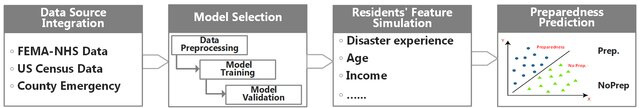 Data Source
Integration
FEMA-NHS Data
US Census Data
County Emergency
Model Selection
Data
Preprocessing
Model
Training
Model
Validation
Residents' Feature
Simulation
Disaster experience
Age
Income
......
Preparedness
Prediction
Y
Preparedness
No Prep
X
Prep.
NoPrep